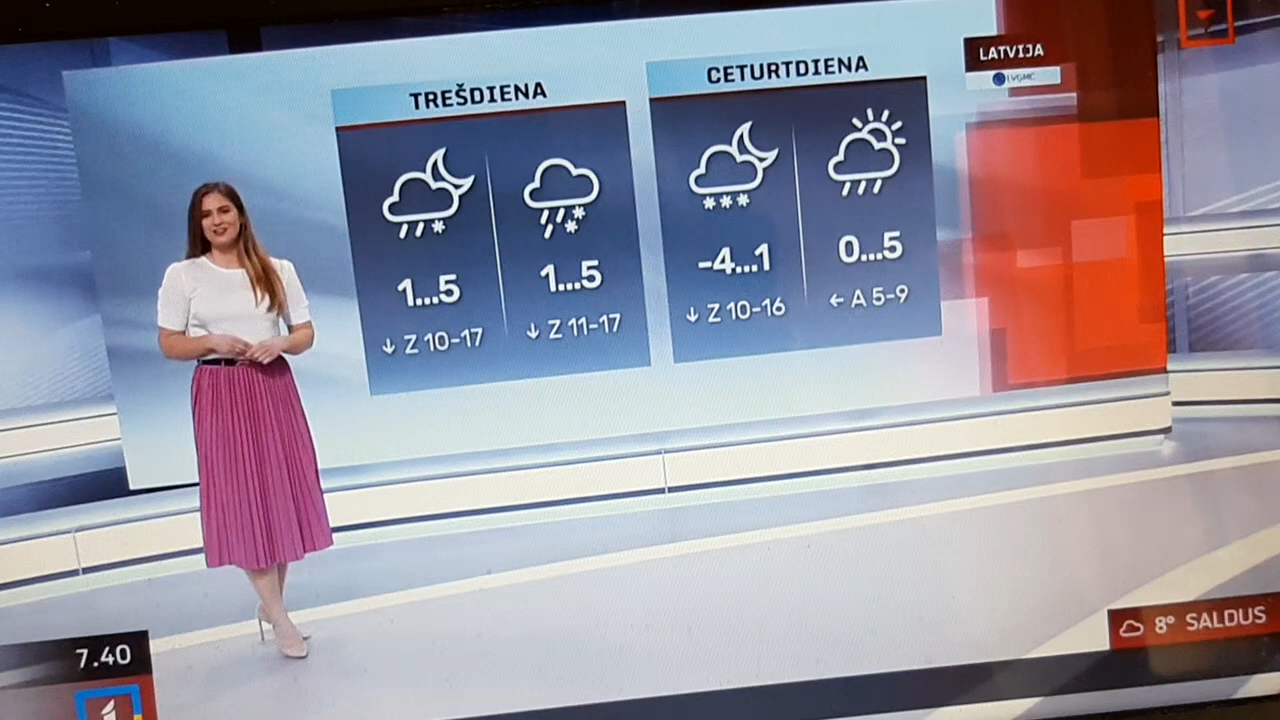 TREŠDIENA
1...5
1...5
↓ Z 10-17
↓ Z 11-17
CETURTDIENA
-4...1
0...5
↓ Z 10-16
← A 5-9
LATVIJA
LVĢMC
7.40
1
8° SALDUS